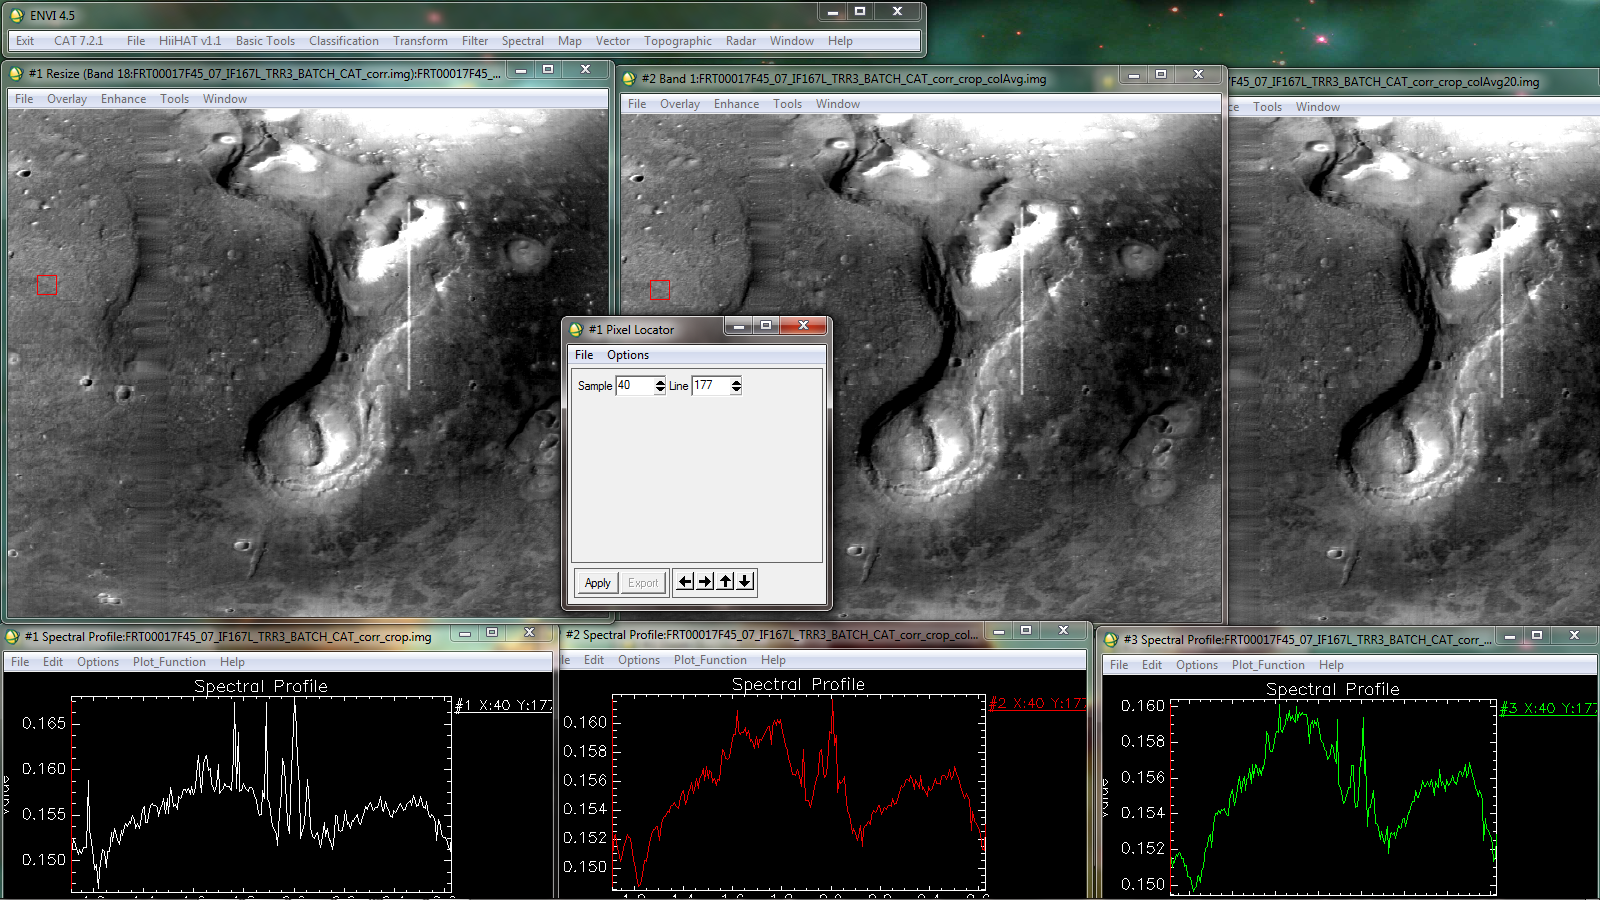 ENVI 4.5
Exit CAT 7.2.1 File HiiHAT v1.1 Basic Tools Classification Transform Filter Spectral Map Vector Topographic Radar Window Help
#1 Resize (Band 18:FRT00017F45_07_IF167L_TRR3_BATCH_CAT_corr.img):FRT00017F45_...
File Overlay Enhance Tools Window
#2 Band 1:FRT00017F45_07_IF167L_TRR3_BATCH_CAT_corr_crop_colAvg.img
File Overlay Enhance Tools Window
F45_07_IF167L_TRR3_BATCH_CAT_corr_crop_colAvg20.img
ce Tools Window
#1 Pixel Locator
File Options
Sample 40 Line 177
Apply Export
#1 Spectral Profile:FRT00017F45_07_IF167L_TRR3_BATCH_CAT_corr_crop.img
File Edit Options Plot_Function Help
Spectral Profile
#1 X:40 Y:177
0.165
0.160
0.155
0.150
Value
#2 Spectral Profile:FRT00017F45_07_IF167L_TRR3_BATCH_CAT_corr_crop_col...
ile Edit Options Plot_Function Help
Spectral Profile
#2 X:40 Y:177
0.160
0.158
0.156
0.154
0.152
0.150
#3 Spectral Profile:FRT00017F45_07_IF167L_TRR3_BATCH_CAT_corr_...
File Edit Options Plot_Function Help
Spectral Profile
#3 X:40 Y:177
0.160
0.158
0.156
0.154
0.152
0.150